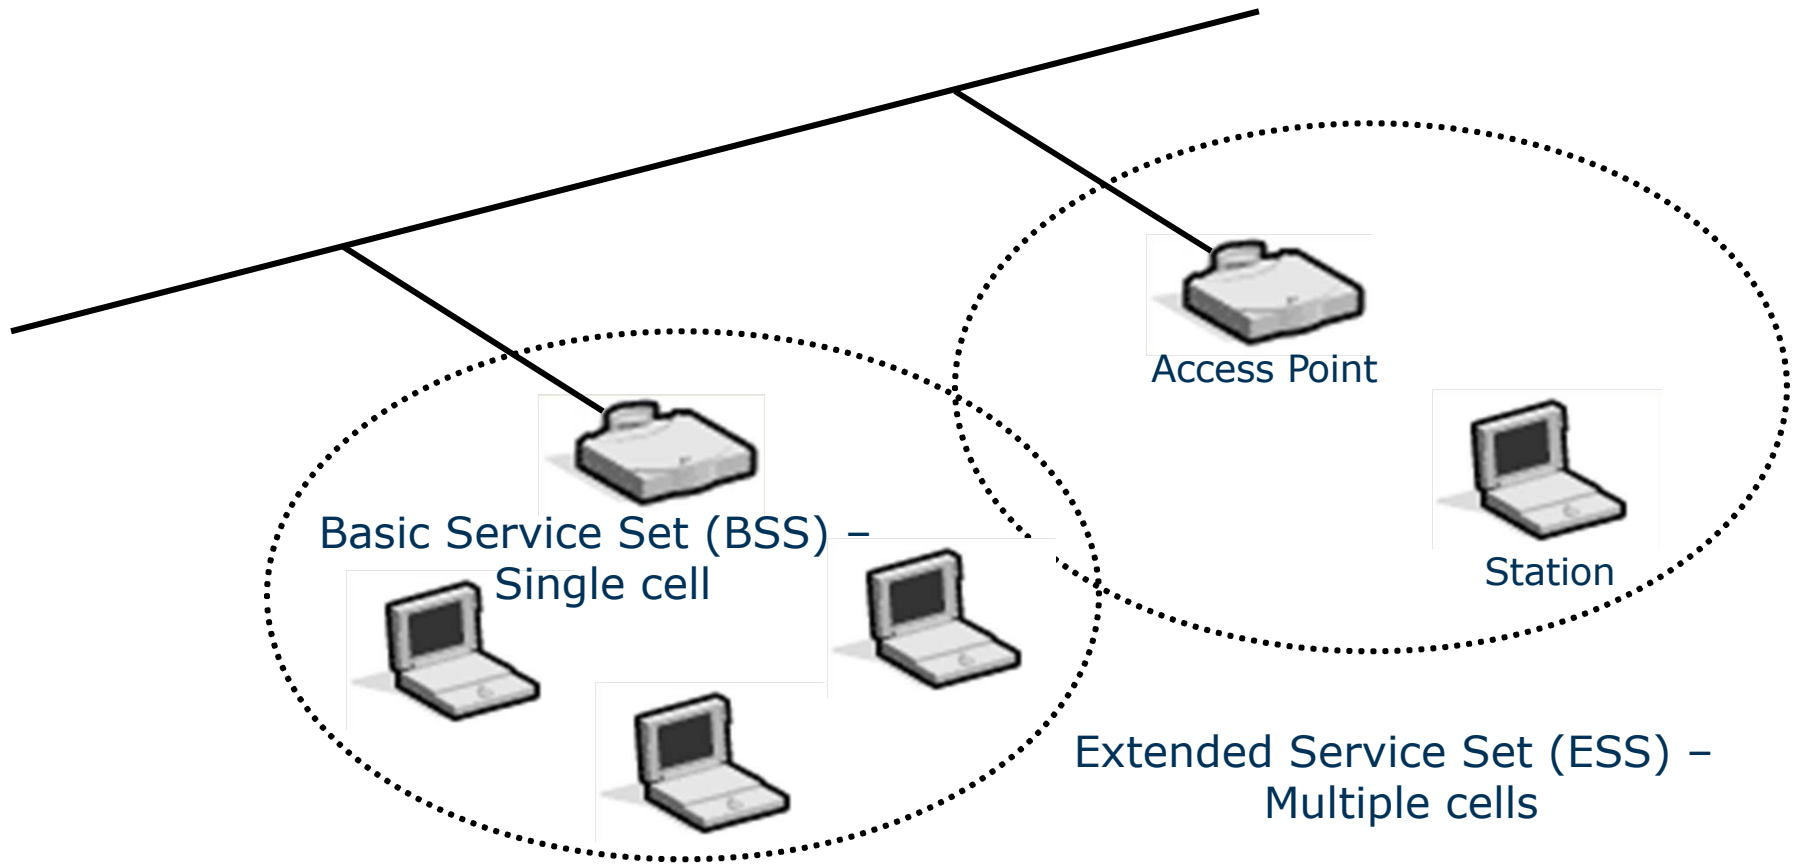 Access Point
Basic Service Set (BSS) –
Single cell
Station
Extended Service Set (ESS) –
Multiple cells